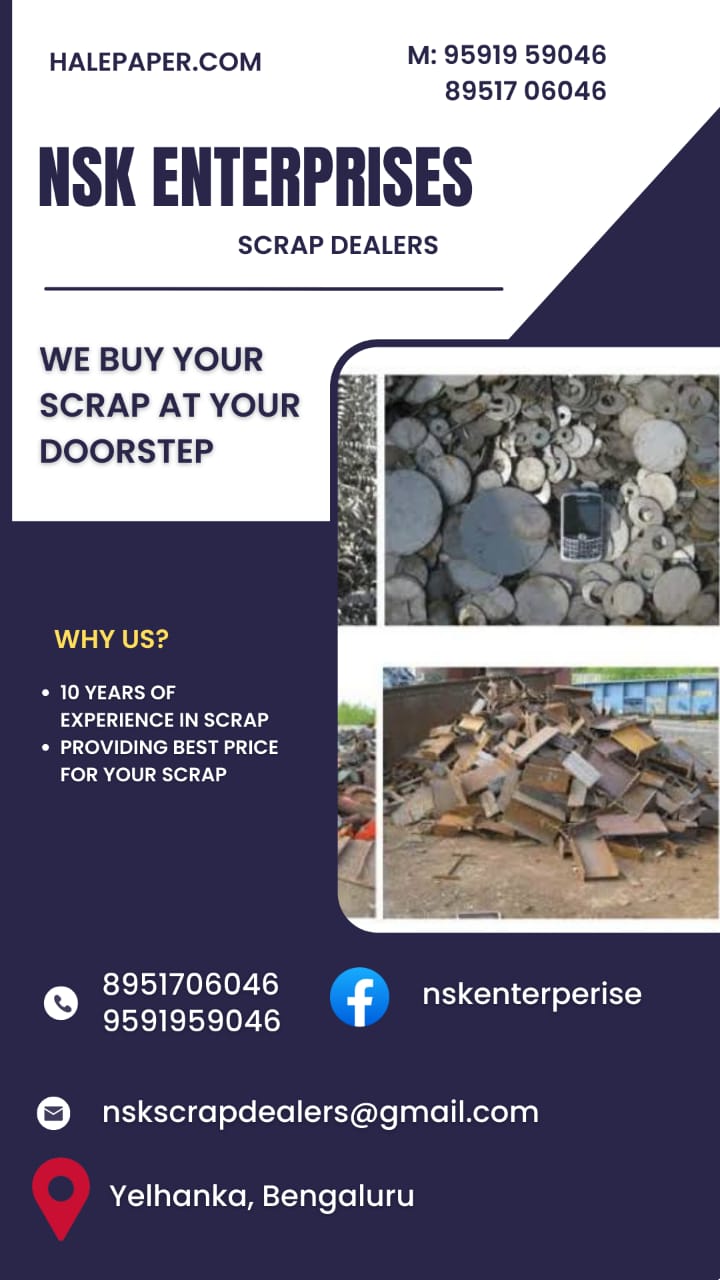 HALEPAPER.COM
M: 95919 59046
89517 06046
NSK ENTERPRISES
SCRAP DEALERS
WE BUY YOUR
SCRAP AT YOUR
DOORSTEP
WHY US?
• 10 YEARS OF
EXPERIENCE IN SCRAP
• PROVIDING BEST PRICE
FOR YOUR SCRAP
8951706046
9591959046
nskenterperise
nskscrapdealers@gmail.com
Yelhanka, Bengaluru